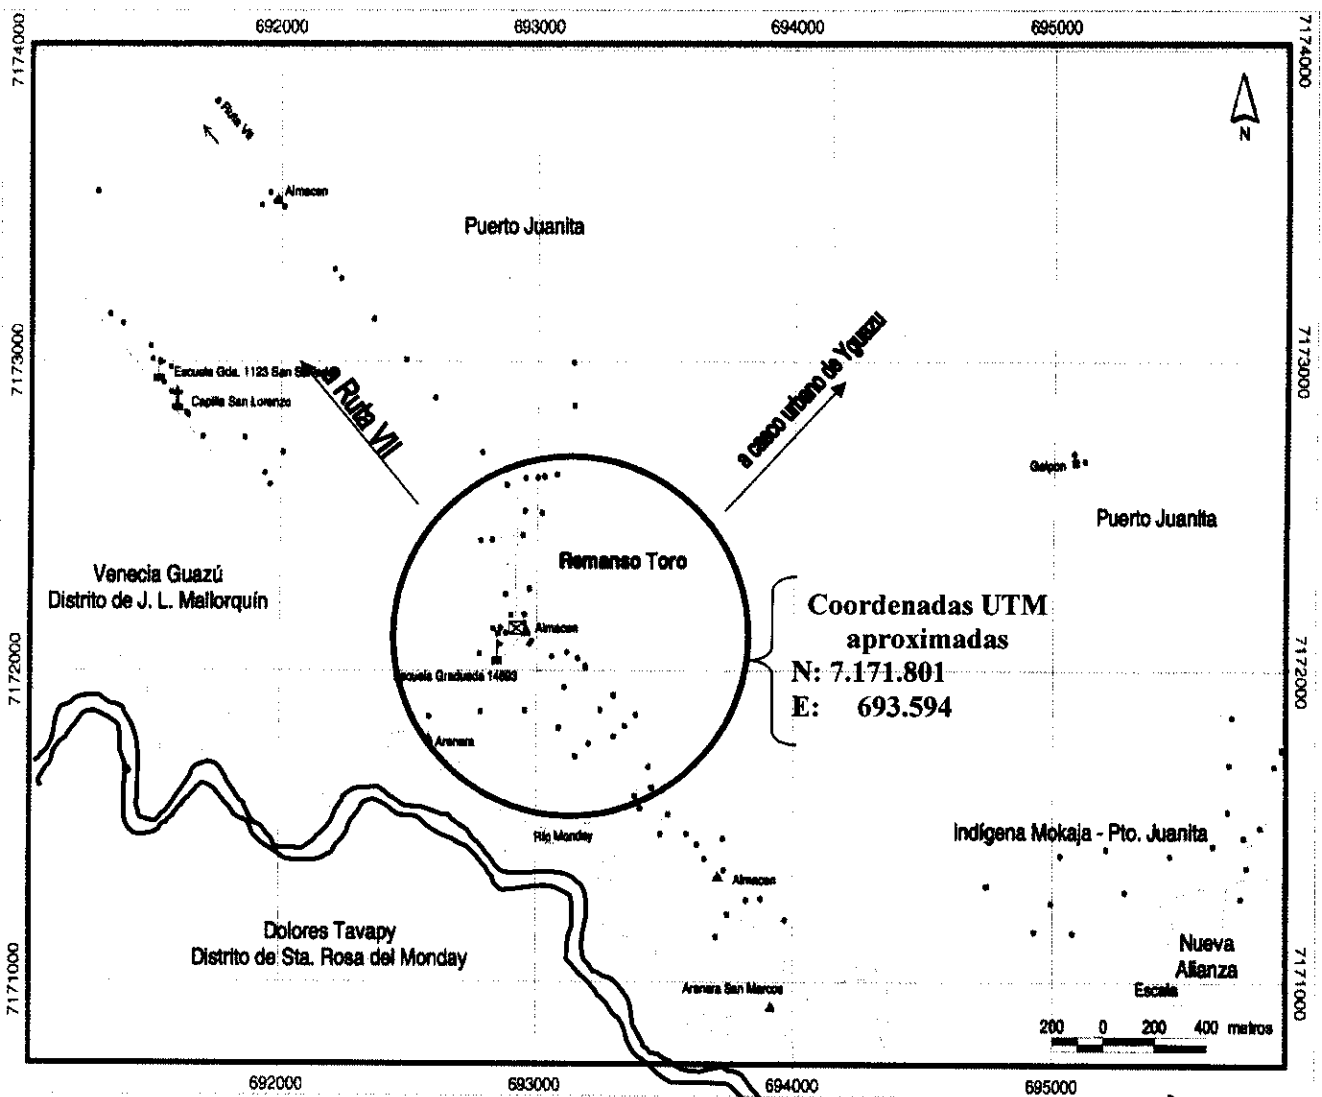 692000
693000
694000
695000
7174000
7174000
a Ruta VII
Almacen
Puerto Juanita
7173000
7173000
Escuela Gda. 1123 San
Capilla San Lorenzo
a Ruta VII
a casco urbano de Yguazu
Galpon
Puerto Juanita
Remanso Toro
Venecia Guazú
Distrito de J. L. Mallorquín
Coordenadas UTM
aproximadas
N: 7.171.801
E: 693.594
Almacen
Escuela Graduada 14693
7172000
7172000
Arenera
Río Monday
Indígena Mokaja - Pto. Juanita
Almacen
Dolores Tavapy
Distrito de Sta. Rosa del Monday
Nueva
Alianza
Arenera San Marcos
Escala
200 0 200 400 metros
7171000
7171000
692000
693000
694000
695000
N